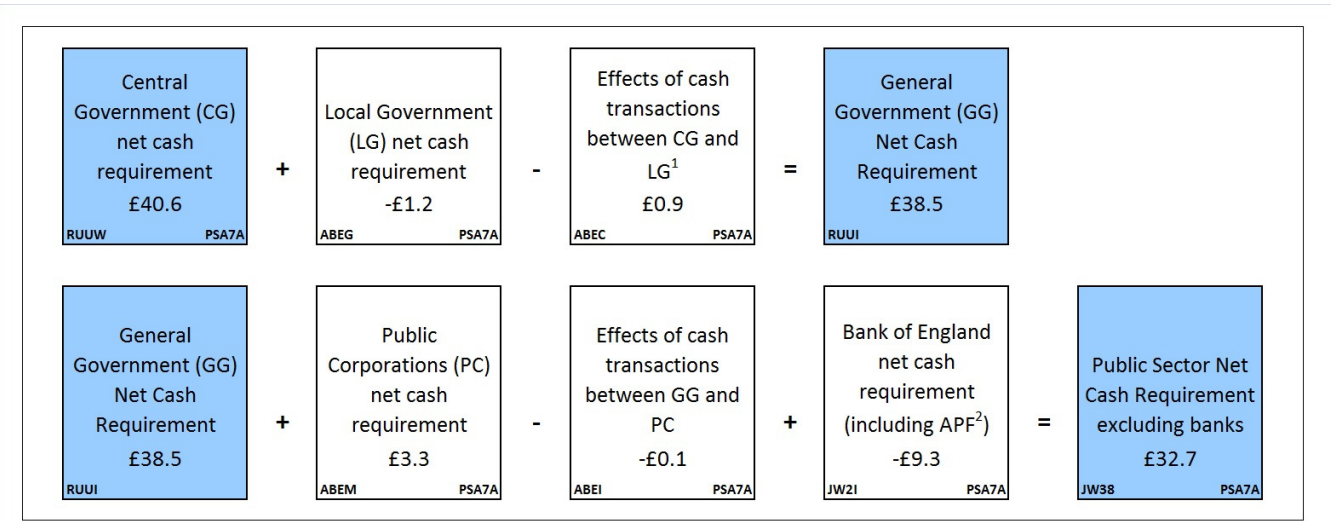 Central
Government (CG)
net cash
requirement
£40.6
RUUW PSA7A
+
Local Government
(LG) net cash
requirement
-£1.2
ABEG PSA7A
-
Effects of cash
transactions
between CG and
LG¹
£0.9
ABEC PSA7A
=
General
Government (GG)
Net Cash
Requirement
£38.5
RUUI
General
Government (GG)
Net Cash
Requirement
£38.5
RUUI
+
Public
Corporations (PC)
net cash
requirement
£3.3
ABEM PSA7A
-
Effects of cash
transactions
between GG and
PC
-£0.1
ABEI PSA7A
+
Bank of England
net cash
requirement
(including APF²)
-£9.3
JW2I PSA7A
=
Public Sector Net
Cash Requirement
excluding banks
£32.7
JW38 PSA7A